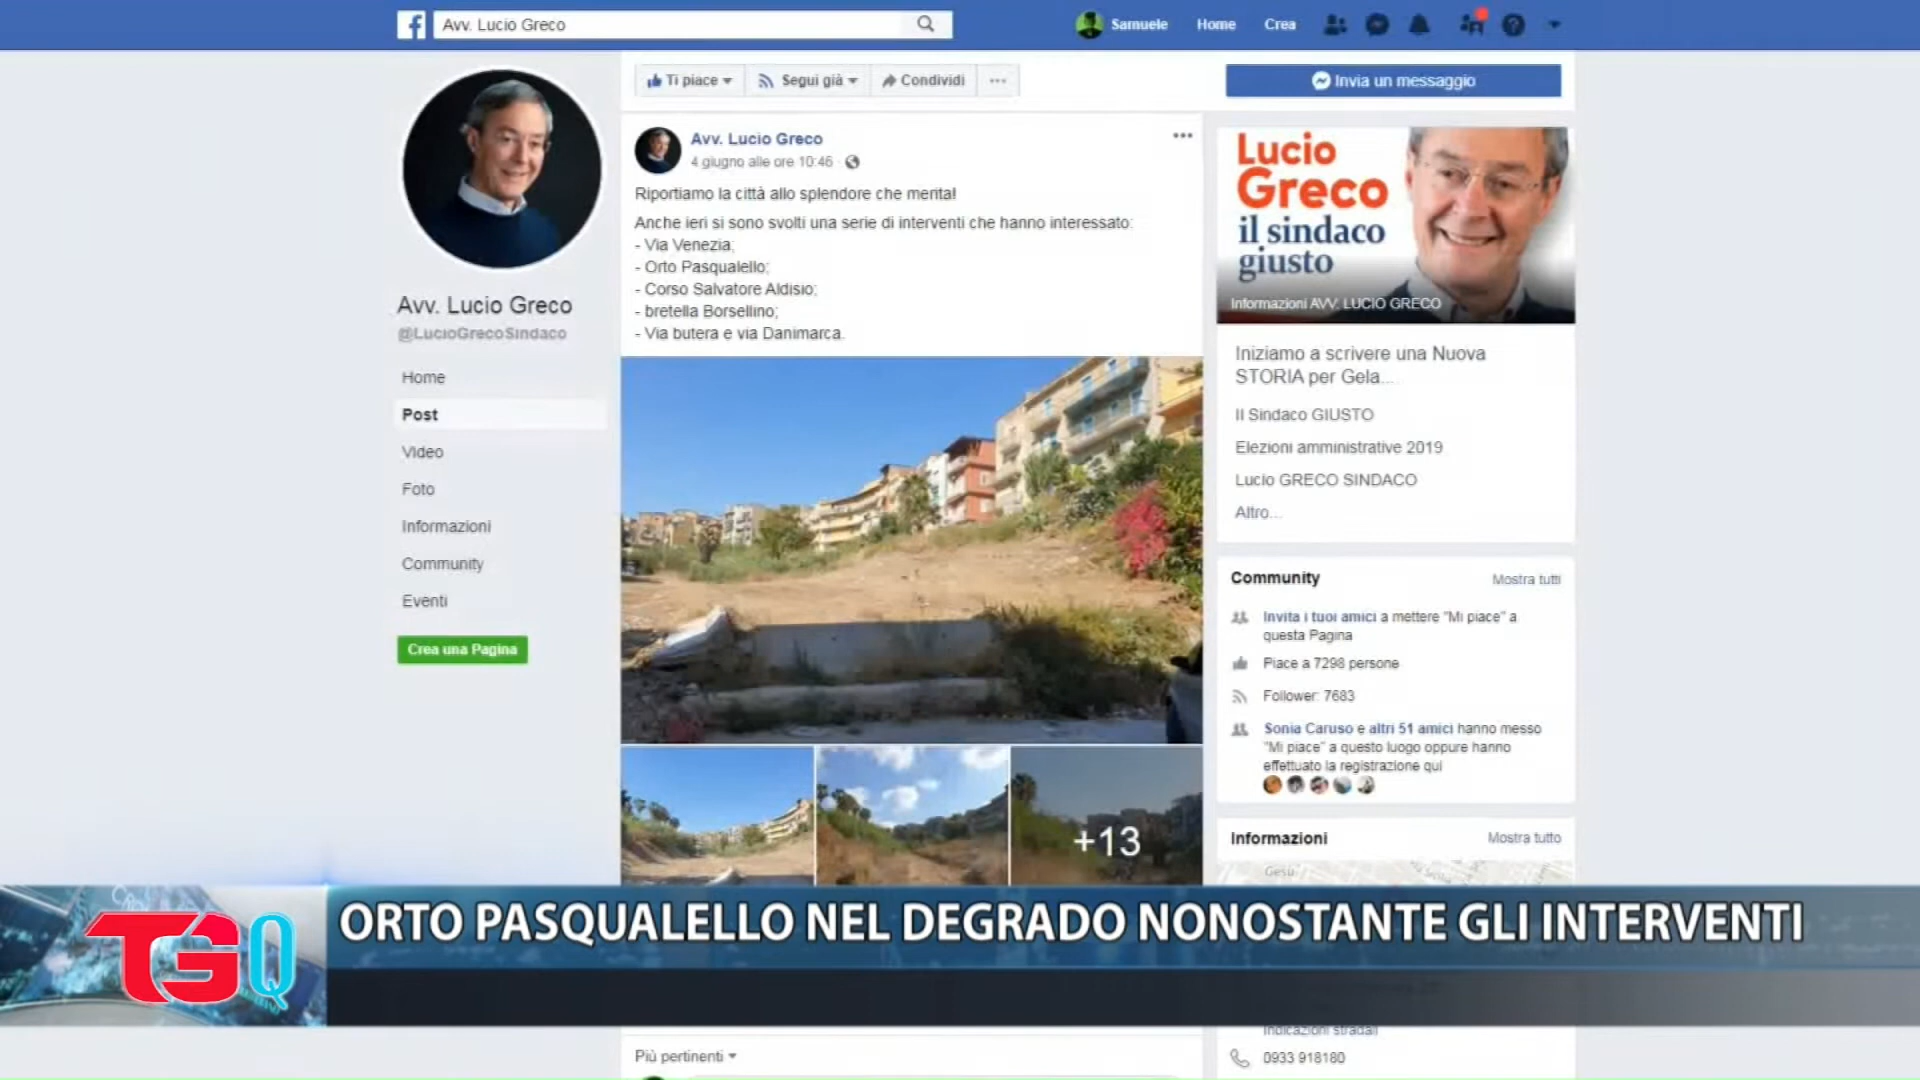 Avv. Lucio Greco
Samuele Home Crea
Ti piace Segui già Condividi ...
Invia un messaggio
Avv. Lucio Greco
@LucioGrecoSindaco
Home
Post
Video
Foto
Informazioni
Community
Eventi
Crea una Pagina
Avv. Lucio Greco
4 giugno alle ore 10:46
Riportiamo la città allo splendore che merita!
Anche ieri si sono svolti una serie di interventi che hanno interessato:
- Via Venezia;
- Orto Pasqualello;
- Corso Salvatore Aldisio;
- bretella Borsellino;
- Via butera e via Danimarca.
+13
Lucio
Greco
il sindaco
giusto
Informazioni AVV. LUCIO GRECO
Iniziamo a scrivere una Nuova
STORIA per Gela...
Il Sindaco GIUSTO
Elezioni amministrative 2019
Lucio GRECO SINDACO
Altro...
Community Mostra tutti
Invita i tuoi amici a mettere "Mi piace" a
questa Pagina
Piace a 7298 persone
Follower: 7683
Sonia Caruso e altri 51 amici hanno messo
"Mi piace" a questo luogo oppure hanno
effettuato la registrazione qui
Informazioni Mostra tutto
Gesù
TGQ
ORTO PASQUALELLO NEL DEGRADO NONOSTANTE GLI INTERVENTI
Indicazioni stradali
Più pertinenti
0933 918180